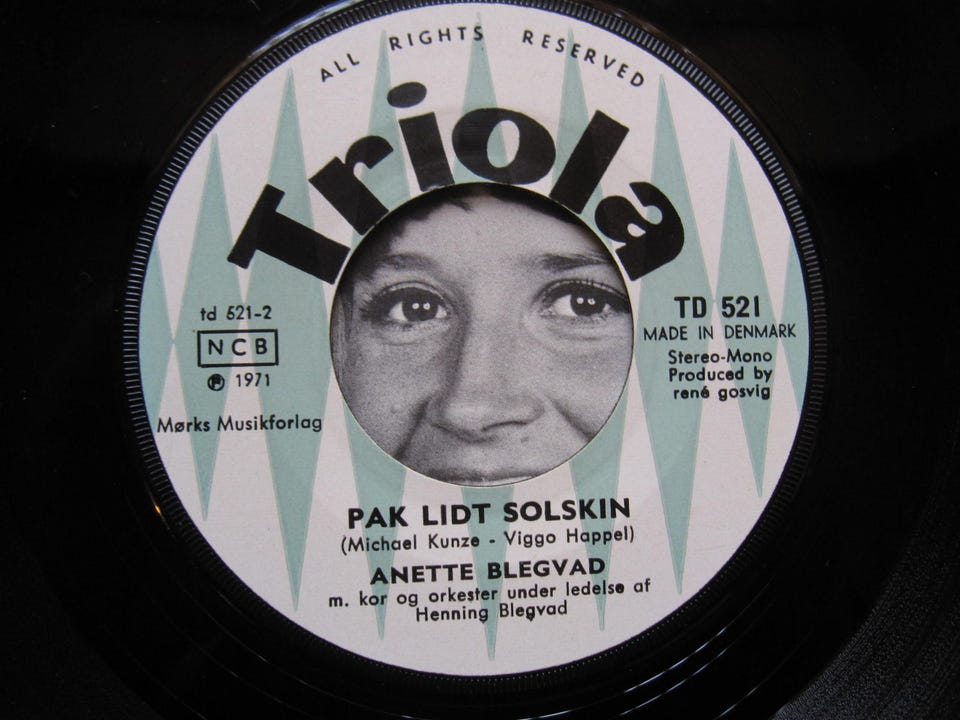 ALL RIGHTS RESERVED
Triola
td 521-2
NCB
℗ 1971
Mørks Musikforlag
TD 521
MADE IN DENMARK
Stereo-Mono
Produced by
rené gosvig
PAK LIDT SOLSKIN
(Michael Kunze - Viggo Happel)
ANETTE BLEGVAD
m. kor og orkester under ledelse af
Henning Blegvad